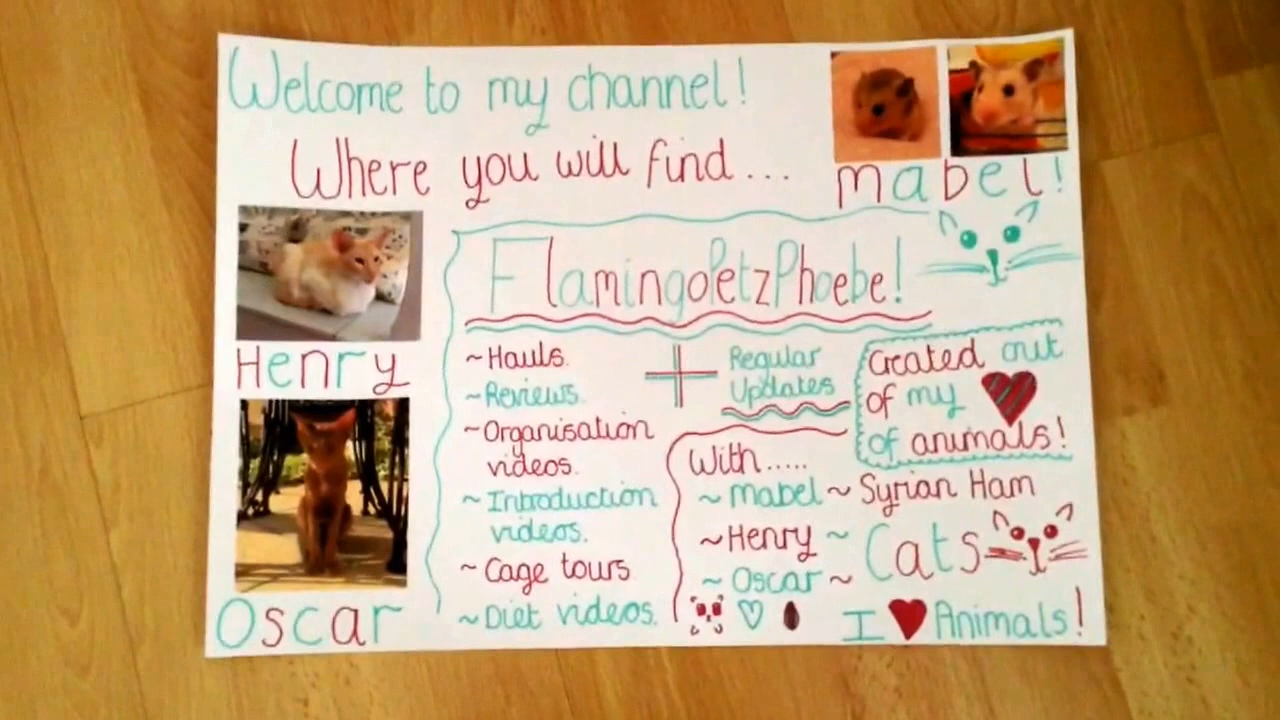 Welcome to my channel!
Where you will find...
mabel!
Henry
Oscar
FlamingoPetzPhoebe!
~Hauls.
~Reviews.
~Organisation
videos.
~Introduction
videos.
~Cage tours
~Diet videos.
Regular
Updates
Created out
of my
of animals!
With.....
~mabel~ Syrian Ham
~Henry ~
~Oscar ~
Cats
I ♥ Animals!